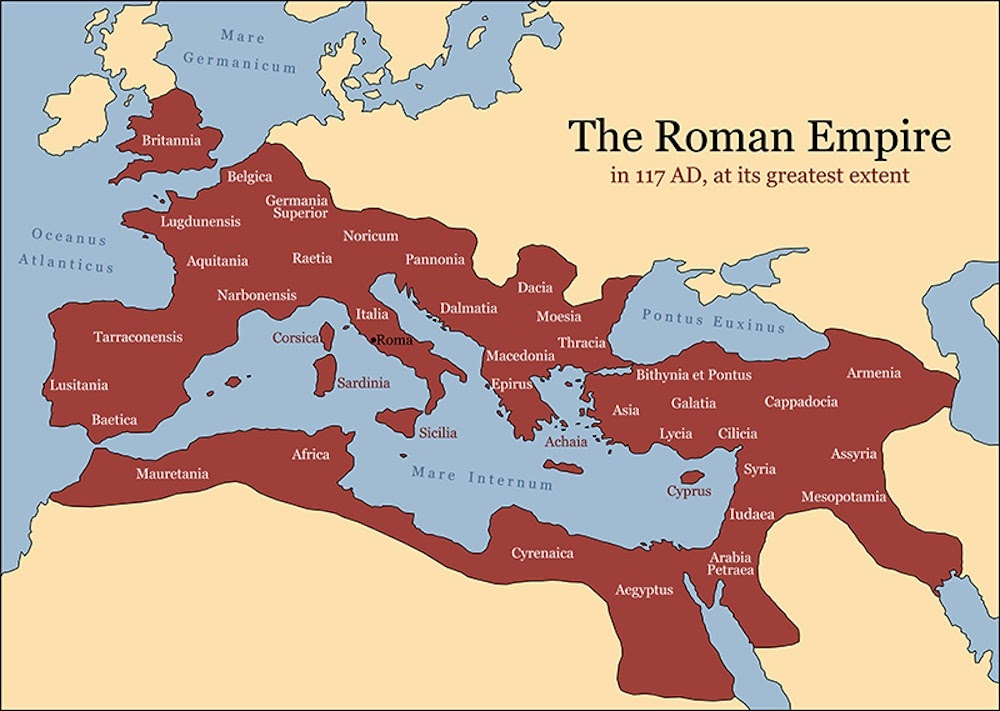 The Roman Empire
in 117 AD, at its greatest extent
Mare
Germanicum
Britannia
Belgica
Germania
Superior
Lugdunensis
Oceanus
Atlanticus
Noricum
Aquitania
Raetia
Pannonia
Narbonensis
Dacia
Italia
Dalmatia
Moesia
Pontus Euxinus
Tarraconensis
Corsica
Roma
Thracia
Macedonia
Lusitania
Sardinia
Epirus
Bithynia et Pontus
Armenia
Baetica
Asia
Galatia
Cappadocia
Sicilia
Achaia
Lycia
Cilicia
Mauretania
Africa
Mare Internum
Cyprus
Syria
Assyria
Mesopotamia
Iudaea
Cyrenaica
Arabia
Petraea
Aegyptus